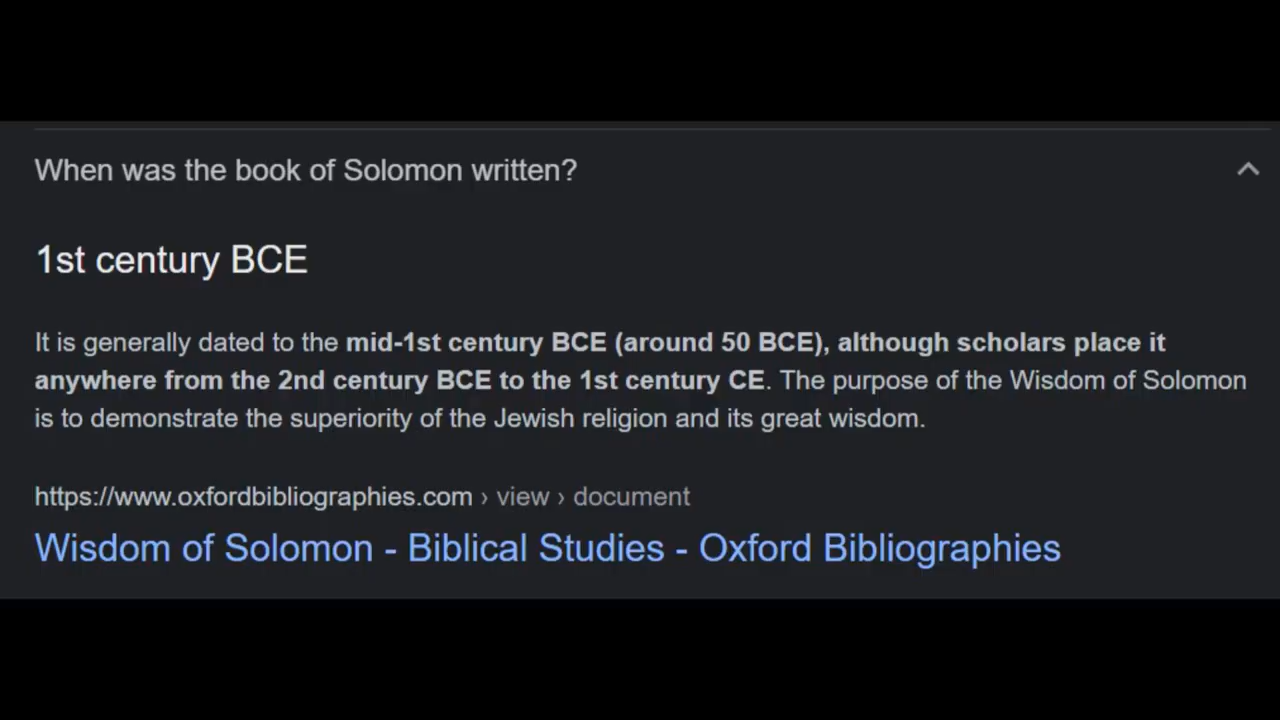 When was the book of Solomon written?
1st century BCE
It is generally dated to the mid-1st century BCE (around 50 BCE), although scholars place it
anywhere from the 2nd century BCE to the 1st century CE. The purpose of the Wisdom of Solomon
is to demonstrate the superiority of the Jewish religion and its great wisdom.
https://www.oxfordbibliographies.com › view › document
Wisdom of Solomon - Biblical Studies - Oxford Bibliographies